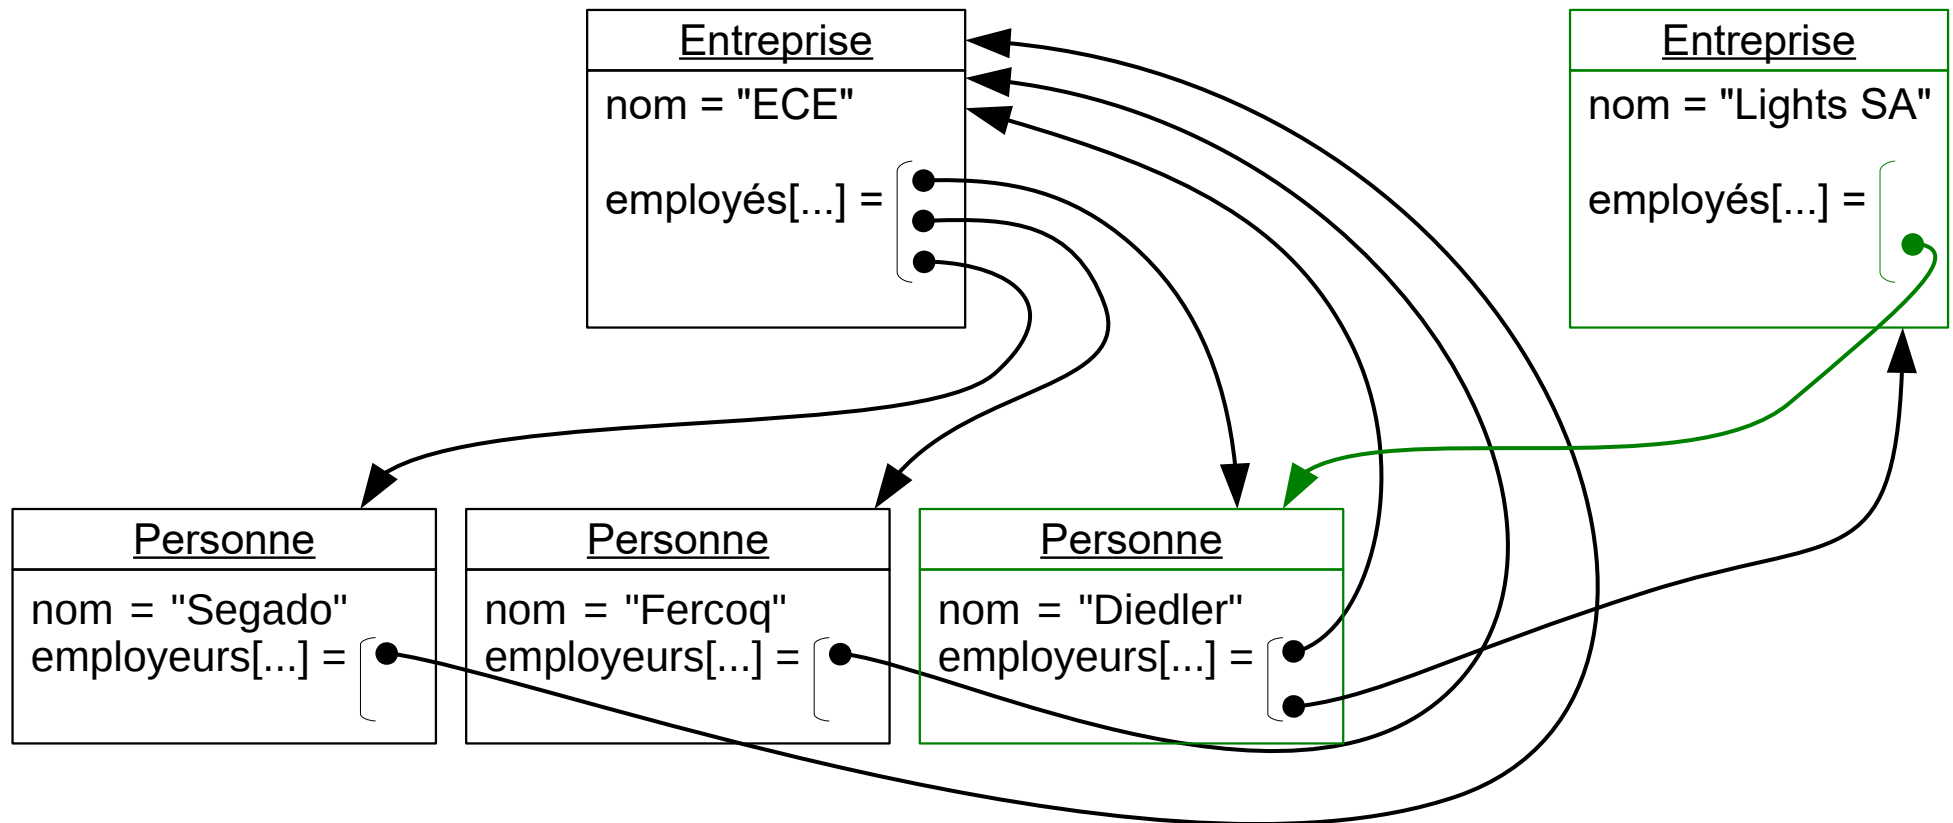 Entreprise
nom = "ECE"
employés[...] =
Entreprise
nom = "Lights SA"
employés[...] =
Personne
nom = "Segado"
employeurs[...] =
Personne
nom = "Fercoq"
employeurs[...] =
Personne
nom = "Diedler"
employeurs[...] =